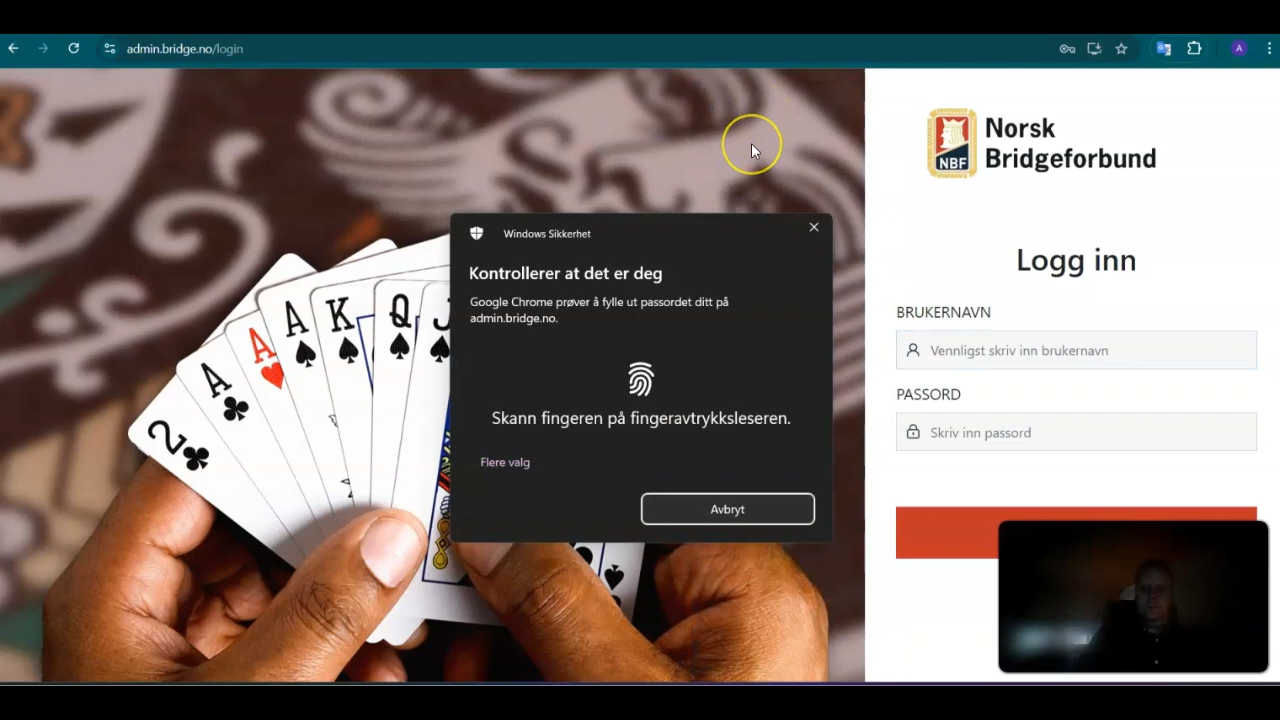 admin.bridge.no/login
A
Norsk
Bridgeforbund
NBF
Logg inn
BRUKERNAVN
Vennligst skriv inn brukernavn
PASSORD
Skriv inn passord
Windows Sikkerhet
Kontrollerer at det er deg
Google Chrome prøver å fylle ut passordet ditt på
admin.bridge.no.
Skann fingeren på fingeravtrykksleseren.
Flere valg
Avbryt
2
A
A
A
K
Q
J